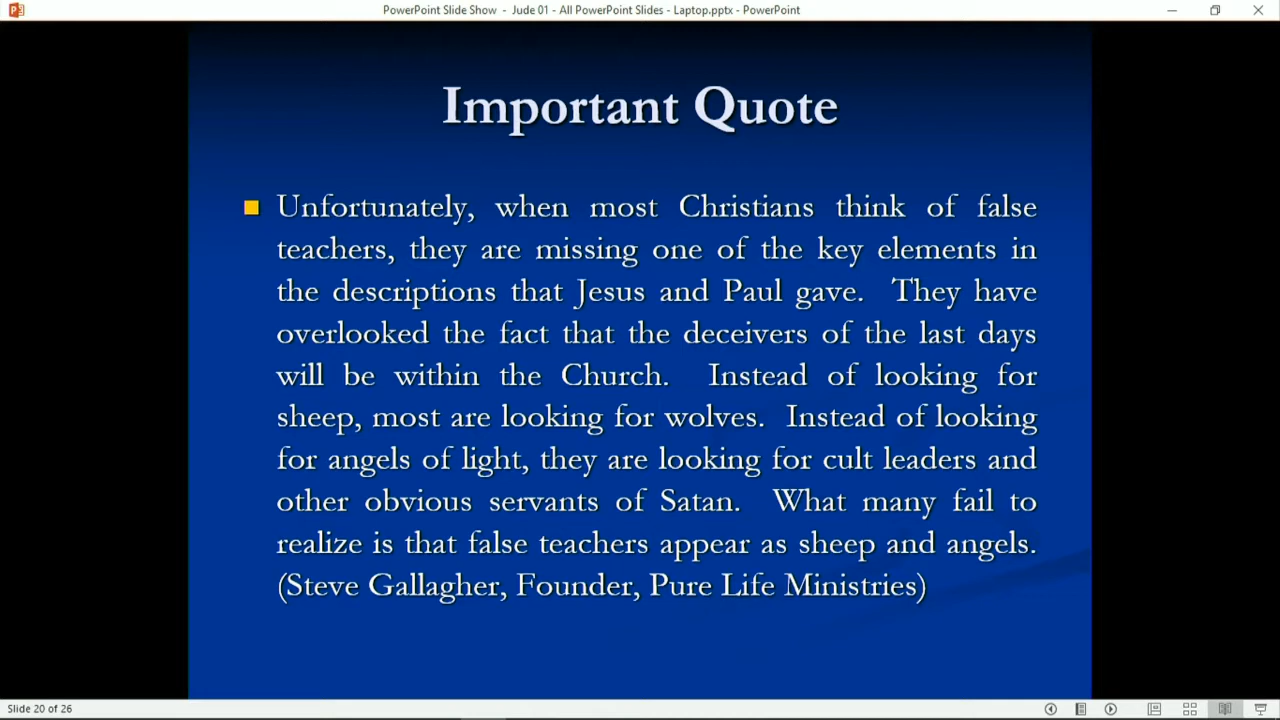 PowerPoint Slide Show - Jude 01 - All PowerPoint Slides - Laptop.pptx - PowerPoint
Important Quote
Unfortunately, when most Christians think of false
teachers, they are missing one of the key elements in
the descriptions that Jesus and Paul gave. They have
overlooked the fact that the deceivers of the last days
will be within the Church. Instead of looking for
sheep, most are looking for wolves. Instead of looking
for angels of light, they are looking for cult leaders and
other obvious servants of Satan. What many fail to
realize is that false teachers appear as sheep and angels.
(Steve Gallagher, Founder, Pure Life Ministries)
Slide 20 of 26